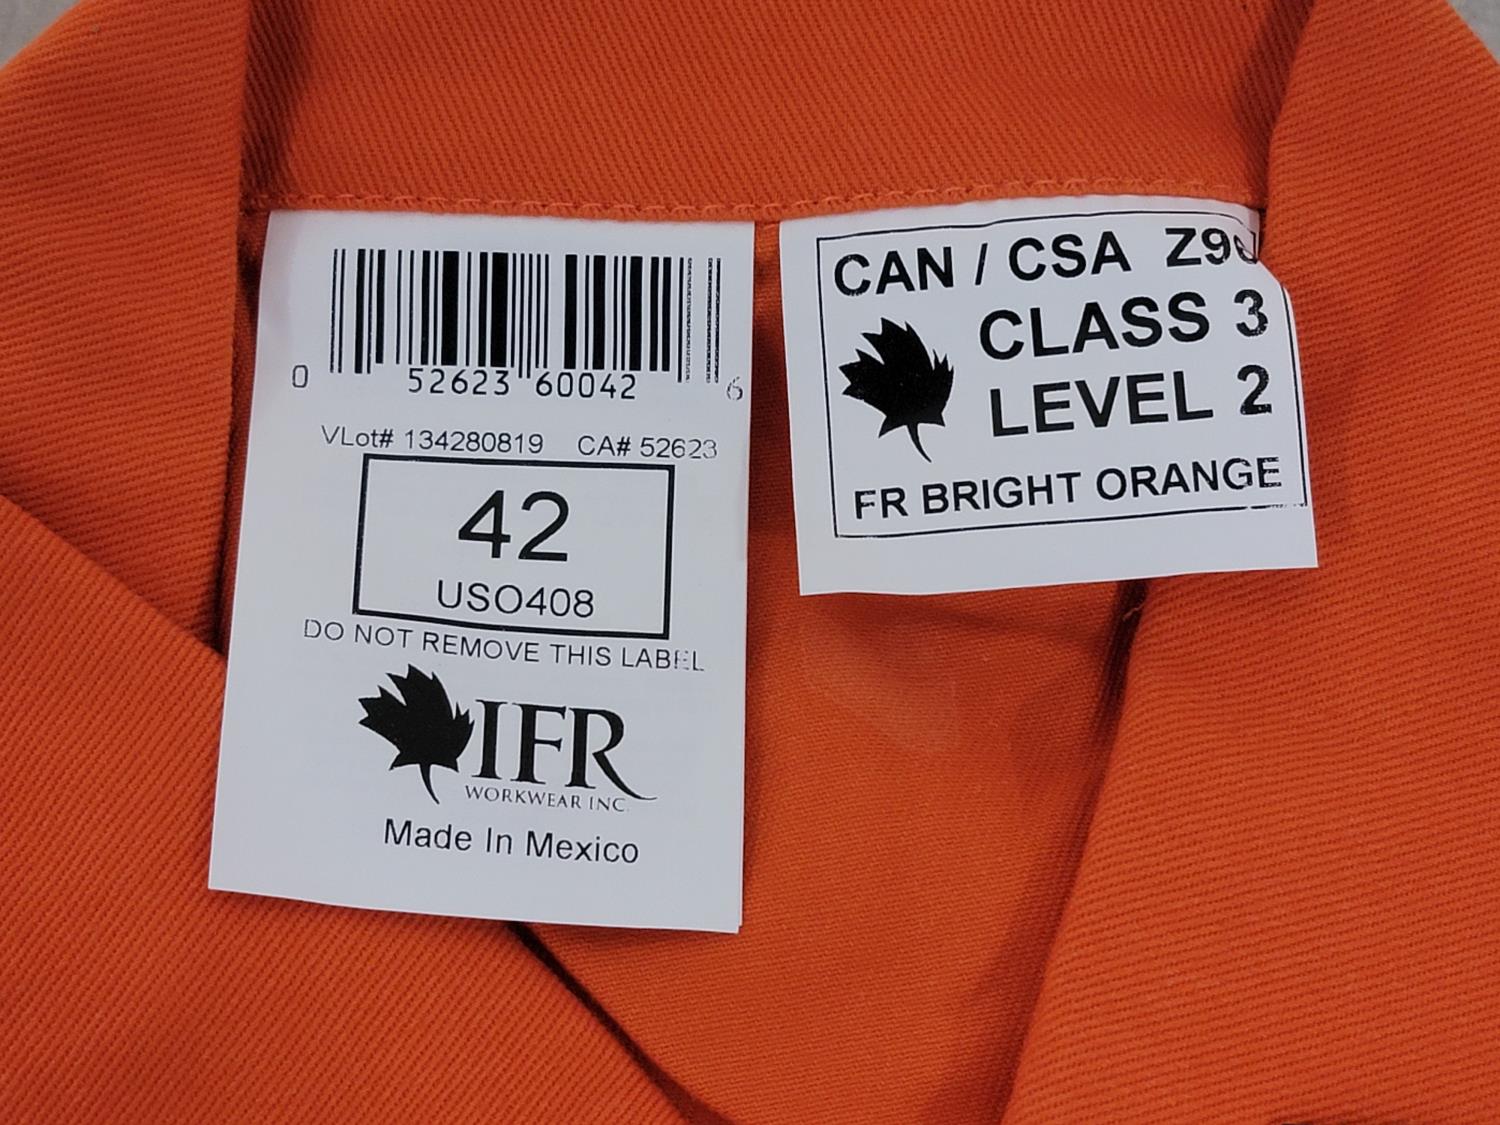 0 52623 60042 6
VLot# 134280819 CA# 52623
42
USO408
DO NOT REMOVE THIS LABEL
IFR
WORKWEAR INC.
Made In Mexico
CAN / CSA
CLASS 3
LEVEL 2
FR BRIGHT ORANGE